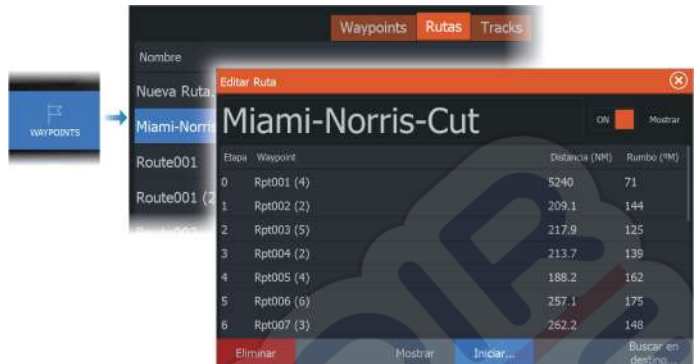 WAYPOINTS
Waypoints Rutas Tracks
Nombre
Nueva Ruta.
Miami-Norris
Route001
Route001 (2
Editar Ruta
Miami-Norris-Cut
ON Mostrar
Etapa Waypoint Distancia (NM) Rumbo (ºM)
0 Rpt001 (4) 5240 71
1 Rpt002 (2) 209.1 144
2 Rpt003 (5) 217.9 125
3 Rpt004 (2) 213.7 139
4 Rpt005 (4) 188.2 162
5 Rpt006 (6) 257.1 175
6 Rpt007 (3) 262.2 148
Eliminar Mostrar Iniciar... Buscar en
destino...